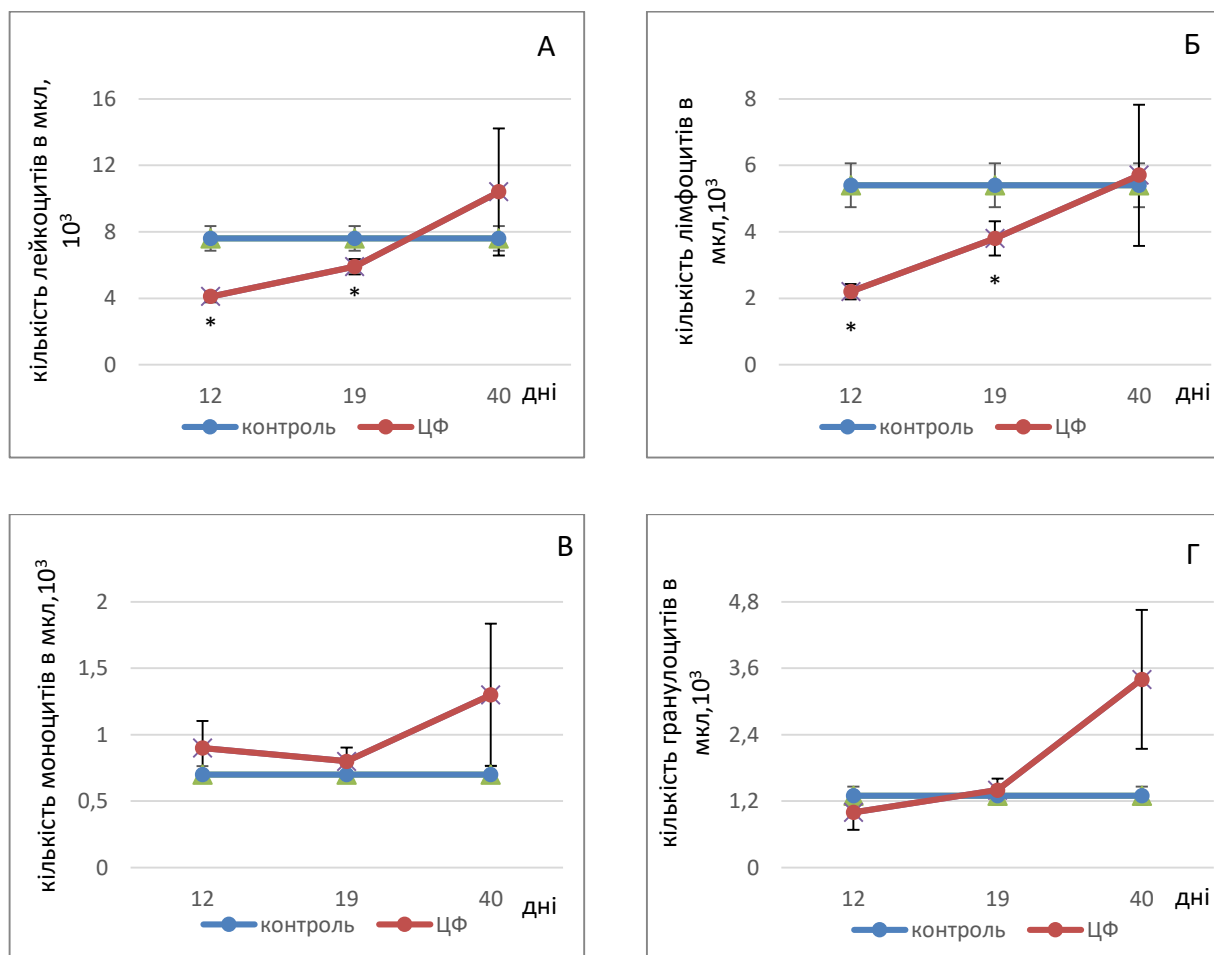 А
кількість лейкоцитів в мкл,
10³
16
12
8
4
0
*
*
12
19
40
дні
контроль
ЦФ
Б
кількість лімфоцитів в
мкл,10³
8
6
4
2
0
*
*
12
19
40
дні
контроль
ЦФ
В
кількість моноцитів в мкл,10³
2
1,5
1
0,5
0
12
19
40
дні
контроль
ЦФ
Г
кількість гранулоцитів в
мкл,10³
4,8
3,6
2,4
1,2
0
12
19
40
дні
контроль
ЦФ